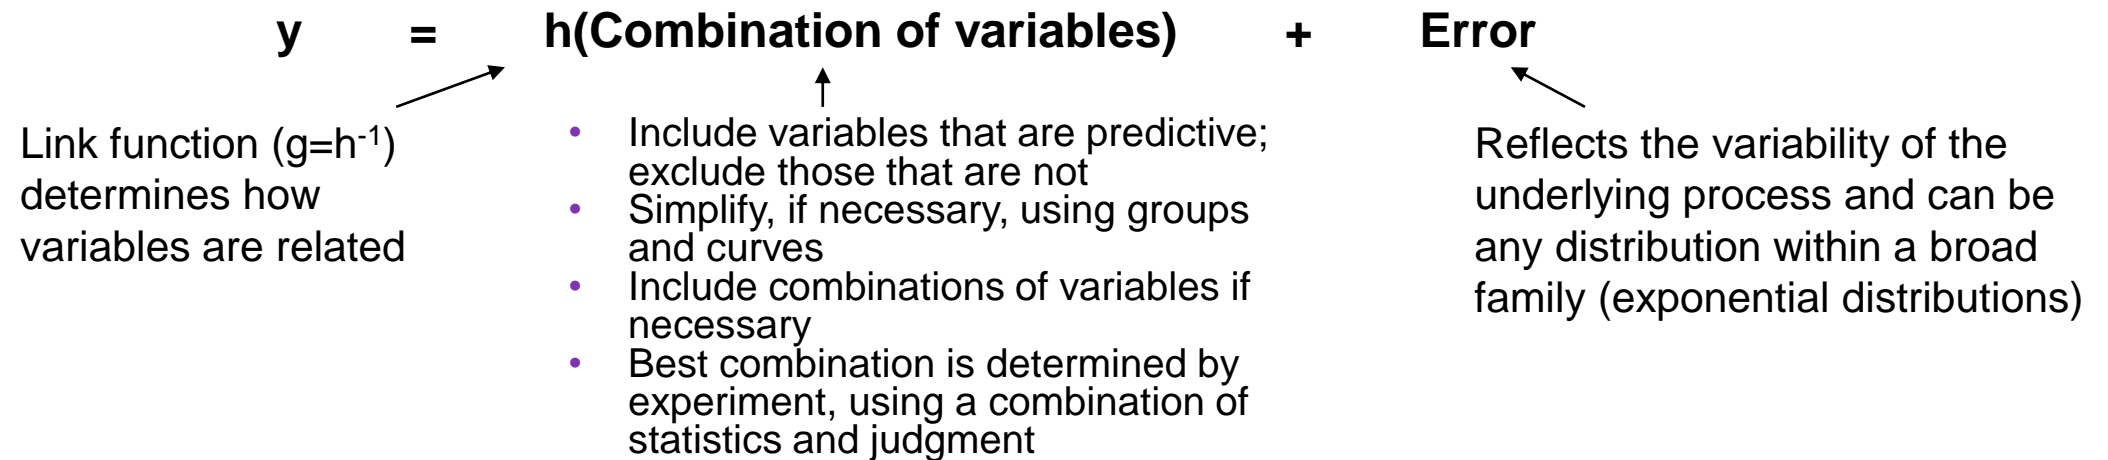 y = h(Combination of variables) + Error
Link function (g=h⁻¹)
determines how
variables are related
• Include variables that are predictive;
exclude those that are not
• Simplify, if necessary, using groups
and curves
• Include combinations of variables if
necessary
• Best combination is determined by
experiment, using a combination of
statistics and judgment
Reflects the variability of the
underlying process and can be
any distribution within a broad
family (exponential distributions)